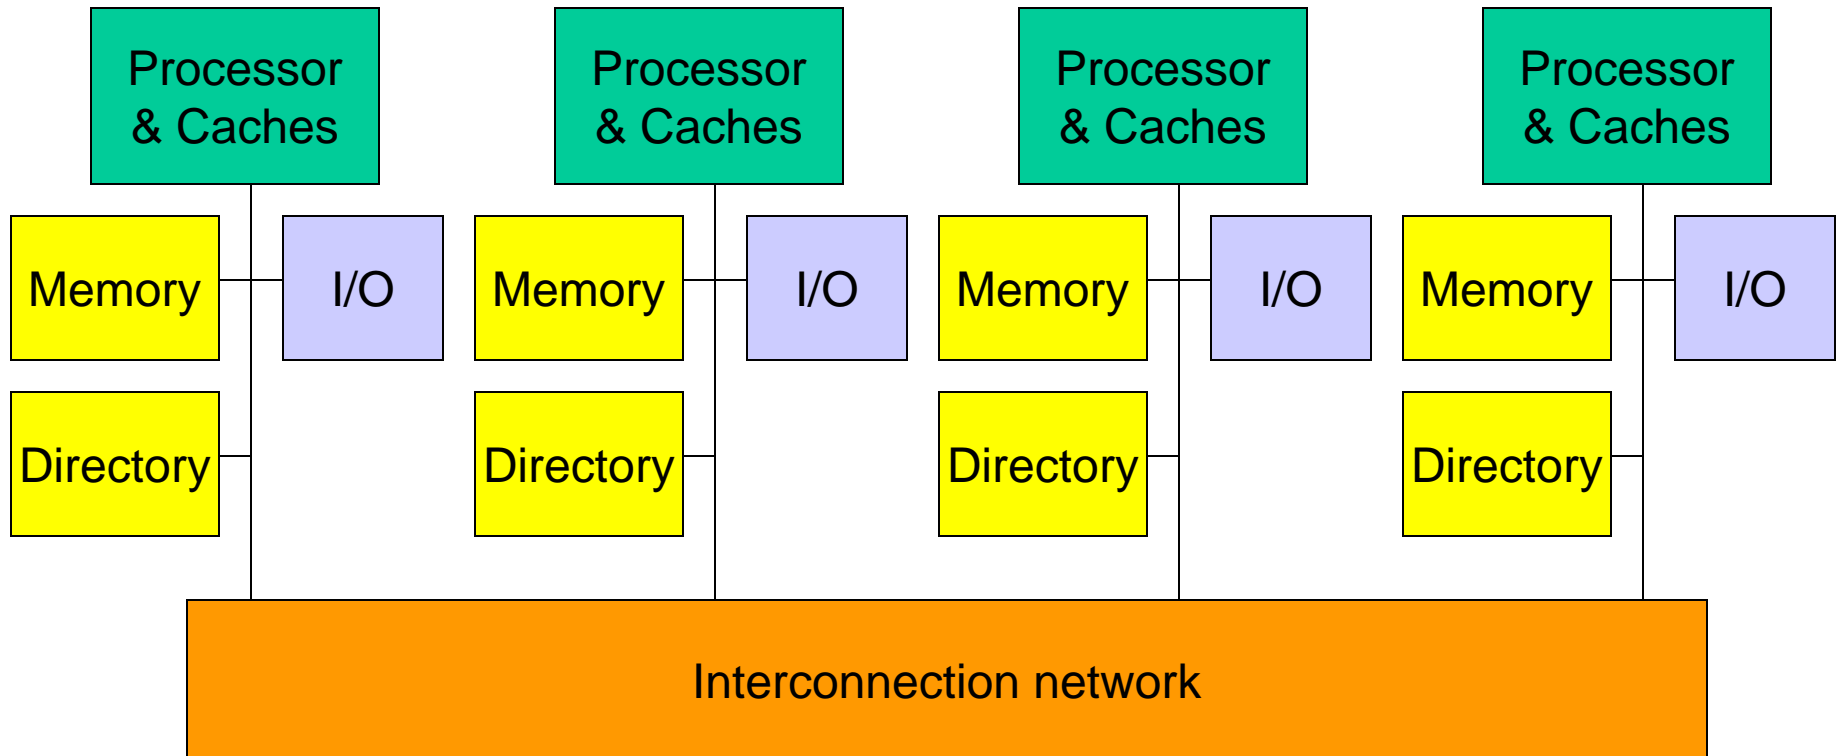 Processor
& Caches
Processor
& Caches
Processor
& Caches
Processor
& Caches
Memory
I/O
Memory
I/O
Memory
I/O
Memory
I/O
Directory
Directory
Directory
Directory
Interconnection network